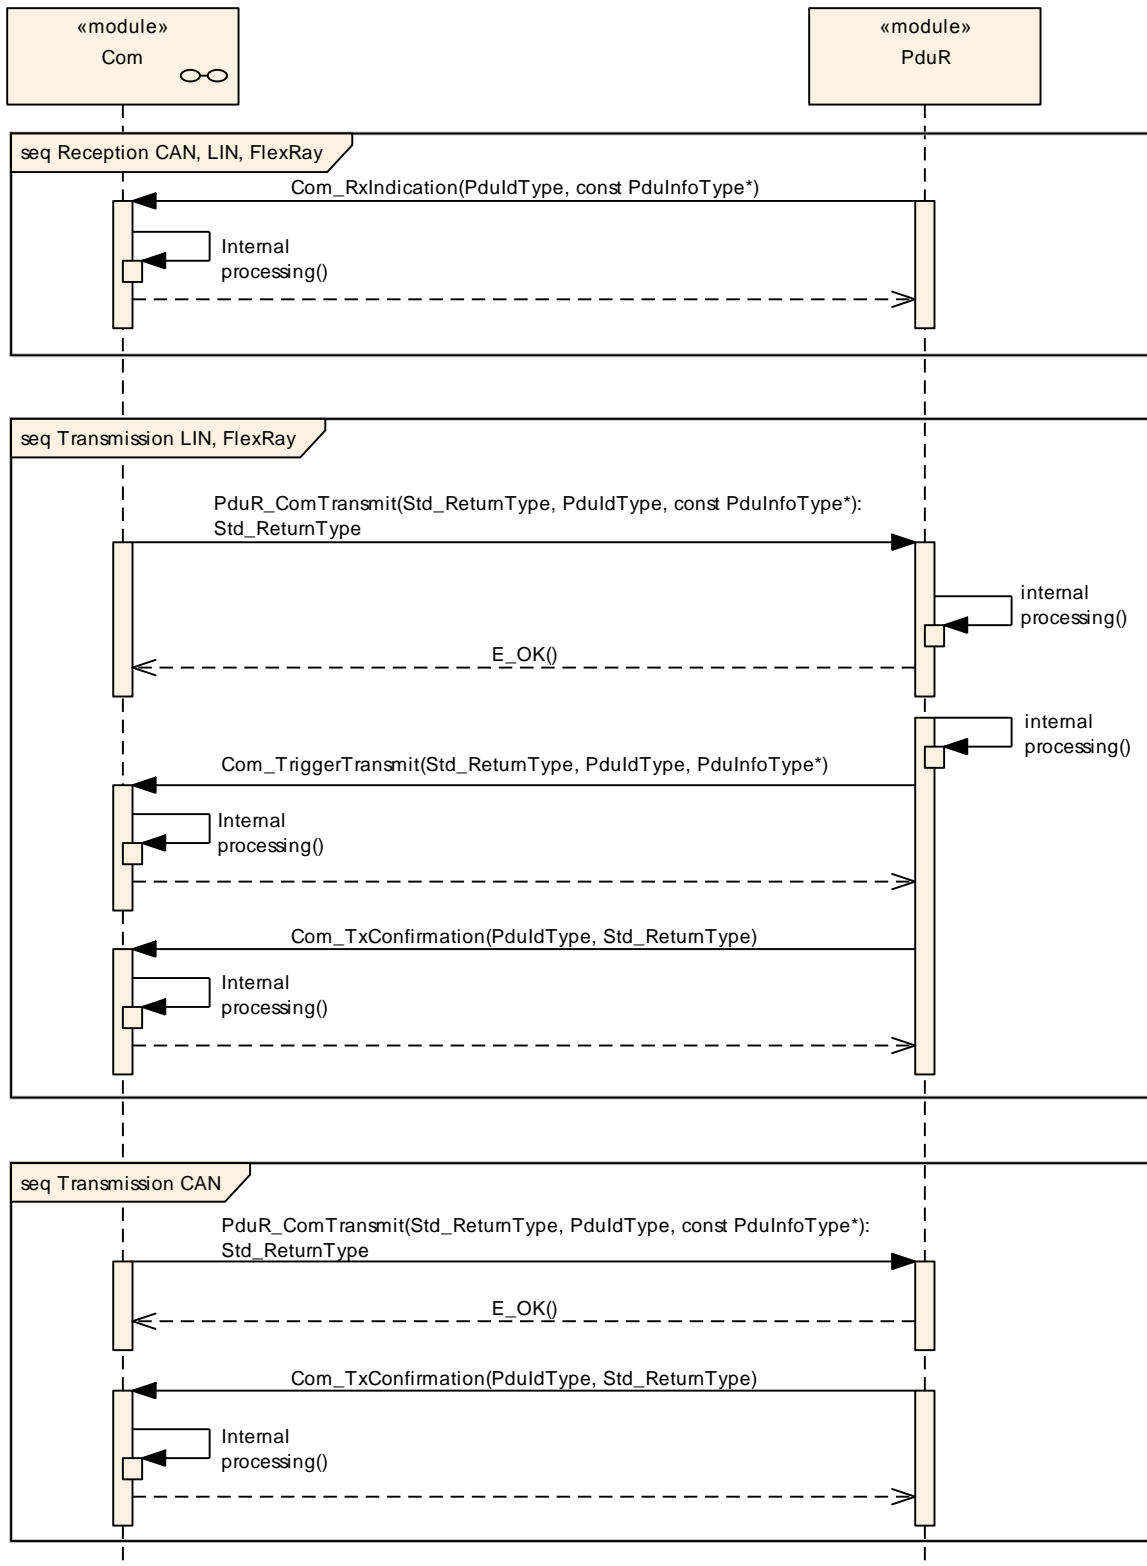 «module»
Com
«module»
PduR
seq Reception CAN, LIN, FlexRay
Com_RxIndication(PduIdType, const PduInfoType*)
Internal
processing()
seq Transmission LIN, FlexRay
PduR_ComTransmit(Std_ReturnType, PduIdType, const PduInfoType*):
Std_ReturnType
internal
processing()
E_OK()
internal
processing()
Com_TriggerTransmit(Std_ReturnType, PduIdType, PduInfoType*)
Internal
processing()
Com_TxConfirmation(PduIdType, Std_ReturnType)
Internal
processing()
seq Transmission CAN
PduR_ComTransmit(Std_ReturnType, PduIdType, const PduInfoType*):
Std_ReturnType
E_OK()
Com_TxConfirmation(PduIdType, Std_ReturnType)
Internal
processing()